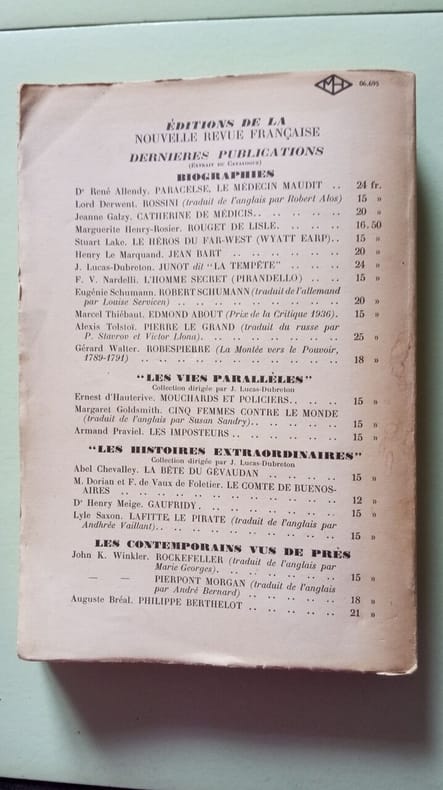 MH 06.695
ÉDITIONS DE LA
NOUVELLE REVUE FRANÇAISE
DERNIERES PUBLICATIONS
(EXTRAIT DU CATALOGUE)
BIOGRAPHIES
Dr René Allendy. PARACELSE, LE MÉDECIN MAUDIT .. 24 fr.
Lord Derwent. ROSSINI (traduit de l'anglais par Robert Alos) 15 »
Jeanne Galzy. CATHERINE DE MÉDICIS.. .. .. .. .. 20 »
Marguerite Henry-Rosier. ROUGET DE LISLE. .. .. .. 16.50
Stuart Lake. LE HÉROS DU FAR-WEST (WYATT EARP).. .. 15 »
Henry Le Marquand. JEAN BART .. .. .. .. .. .. 20 »
J. Lucas-Dubreton. JUNOT dit "LA TEMPÊTE" .. .. .. 24 »
F. V. Nardelli. L'HOMME SECRET (PIRANDELLO) .. .. 15 »
Eugénie Schumann. ROBERT SCHUMANN (traduit de l'allemand
par Louise Servicen) .. .. .. .. .. .. .. .. 20 »
Marcel Thiébaut. EDMOND ABOUT (Prix de la Critique 1936). 15 »
Alexis Tolstoï. PIERRE LE GRAND (traduit du russe par
P. Stavrov et Victor Llona). .. .. .. .. .. .. 25 »
Gérard Walter. ROBESPIERRE (La Montée vers le Pouvoir,
1789-1791) .. .. .. .. .. .. .. .. .. .. 18 »
"LES VIES PARALLÈLES"
Collection dirigée par J. Lucas-Dubreton
Ernest d'Hauterive. MOUCHARDS ET POLICIERS.. .. .. 15 »
Margaret Goldsmith. CINQ FEMMES CONTRE LE MONDE
(traduit de l'anglais par Susan Sandry).. .. .. .. 15 »
Armand Praviel. LES IMPOSTEURS .. .. .. .. .. .. 15 »
"LES HISTOIRES EXTRAORDINAIRES"
Collection dirigée par J. Lucas-Dubreton
Abel Chevalley. LA BÊTE DU GÉVAUDAN .. .. .. .. .. 15 »
M. Dorian et F. de Vaux de Foletier. LE COMTE DE BUENOS-
AIRES .. .. .. .. .. .. .. .. .. .. .. 12 »
Dr Henry Meige. GAUFRIDY. .. .. .. .. .. .. .. 15 »
Lyle Saxon. LAFITTE, LE PIRATE (traduit de l'anglais par
Andhrée Vaillant).. .. .. .. .. .. .. .. .. 15 »
LES CONTEMPORAINS VUS DE PRÈS
John K. Winkler. ROCKEFELLER (traduit de l'anglais par
Marie Georges). .. .. .. .. .. .. .. 15 »
— — PIERPONT MORGAN (traduit de l'anglais
par André Bernard) .. .. .. .. .. .. 18 »
Auguste Bréal. PHILIPPE BERTHELOT .. .. .. .. .. 21 »